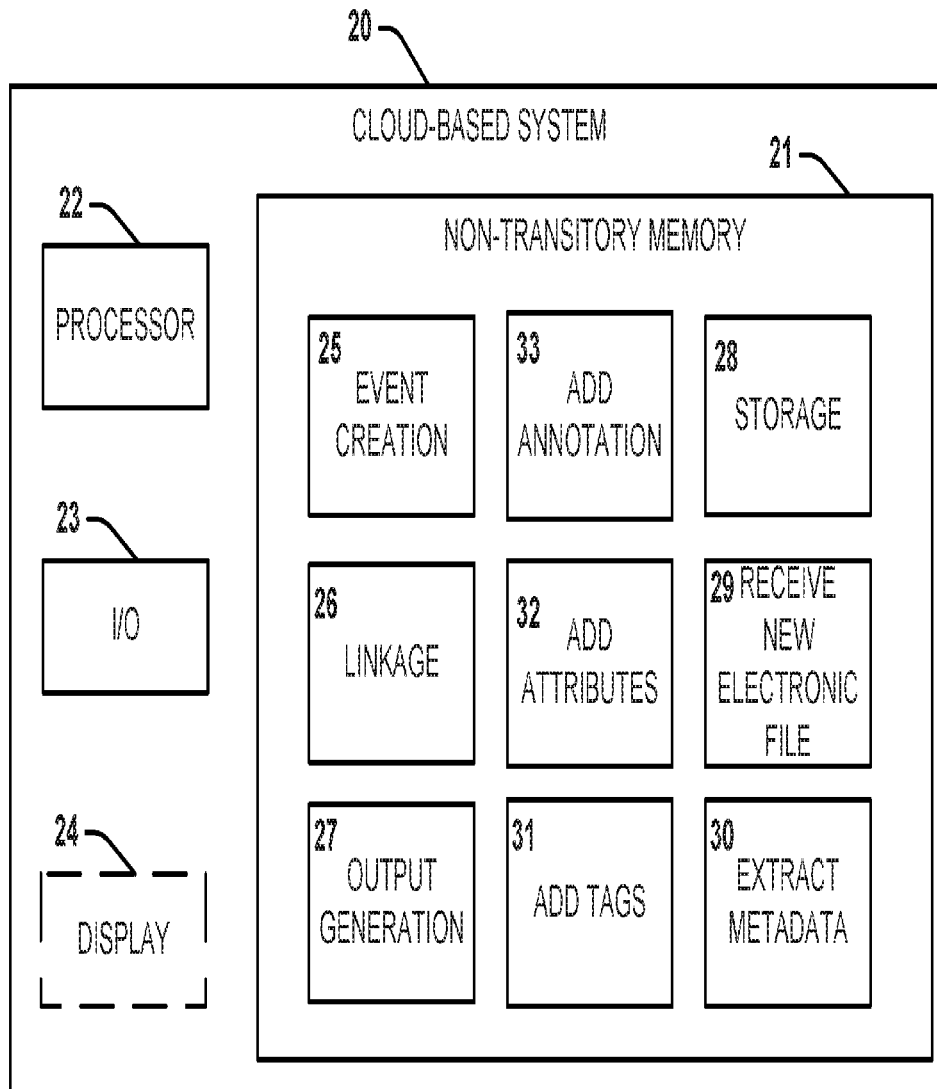 20
CLOUD-BASED SYSTEM
21
22
NON-TRANSITORY MEMORY
PROCESSOR
25
EVENT
CREATION
33
ADD
ANNOTATION
28
STORAGE
23
I/O
26
LINKAGE
32
ADD
ATTRIBUTES
29 RECEIVE
NEW
ELECTRONIC
FILE
24
DISPLAY
27
OUTPUT
GENERATION
31
ADD TAGS
30
EXTRACT
METADATA